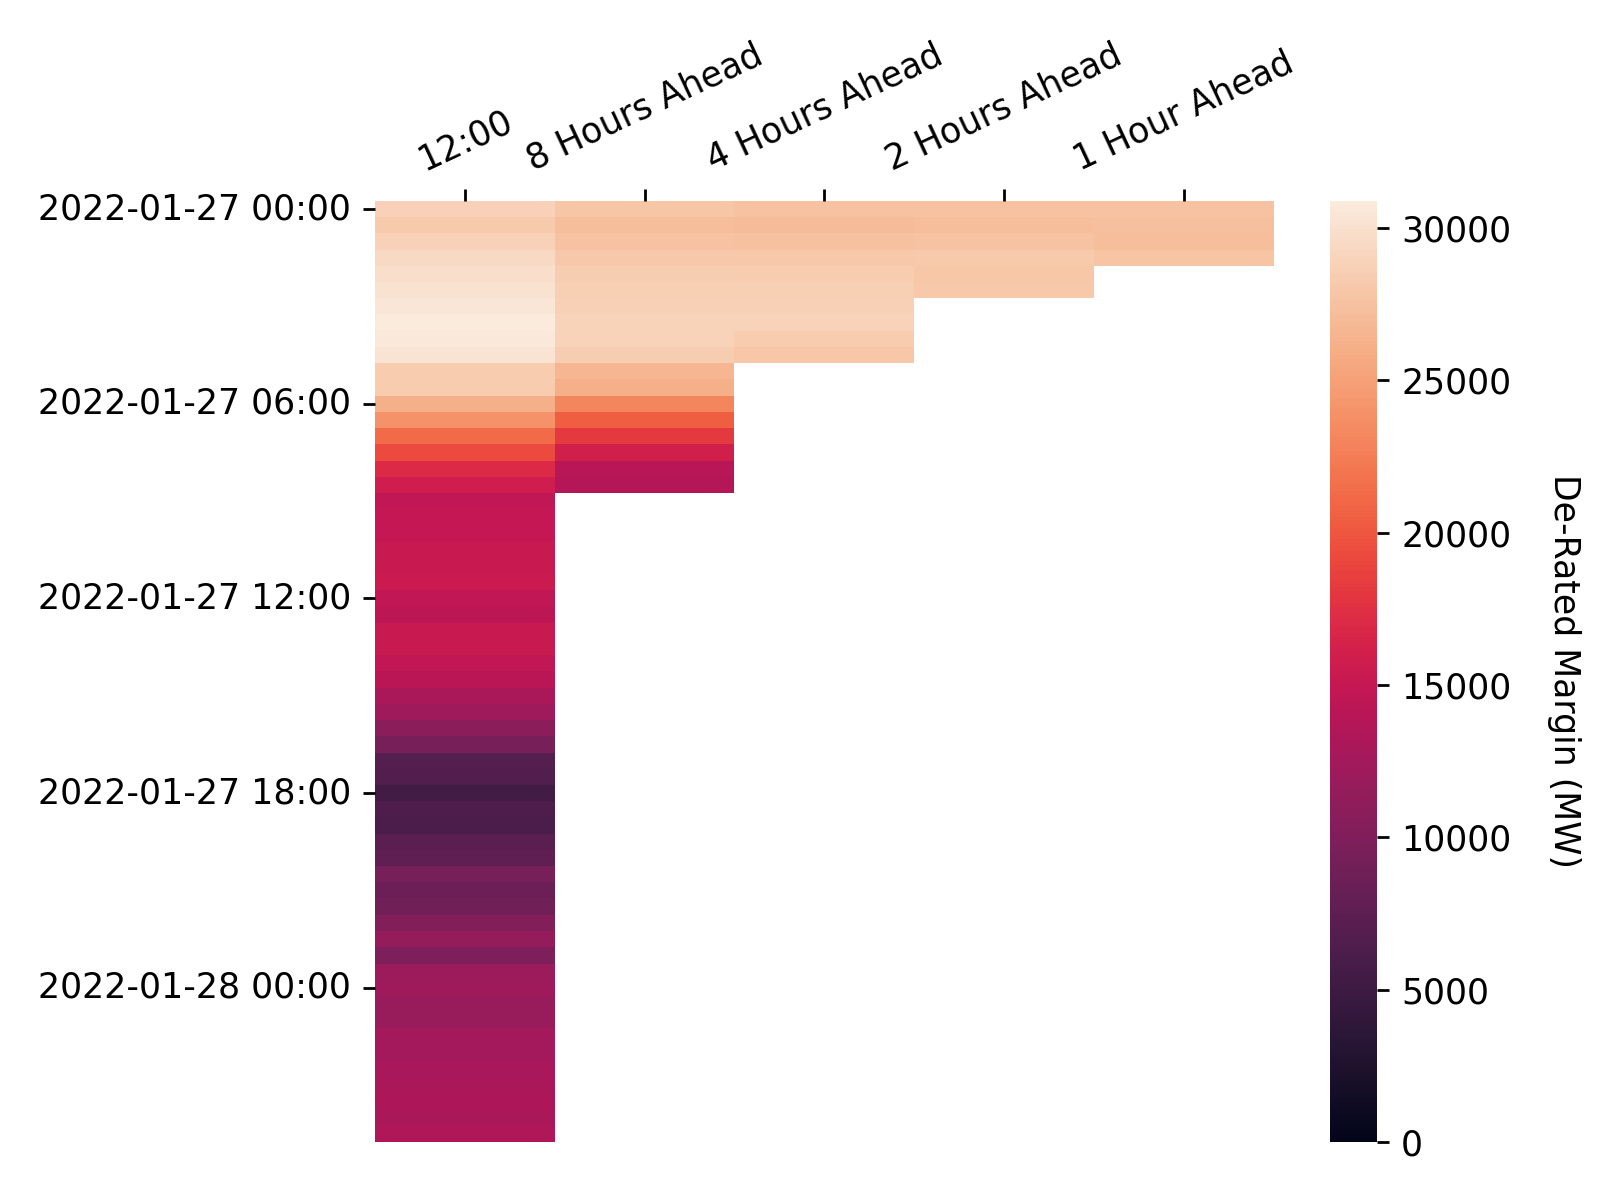 12:00
8 Hours Ahead
4 Hours Ahead
2 Hours Ahead
1 Hour Ahead
2022-01-27 00:00
2022-01-27 06:00
2022-01-27 12:00
2022-01-27 18:00
2022-01-28 00:00
30000
25000
20000
15000
10000
5000
0
De-Rated Margin (MW)